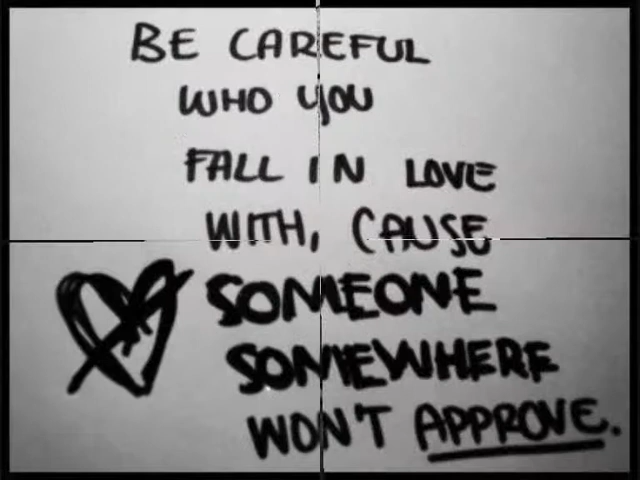 BE CAREFUL
WHO YOU
FALL IN LOVE
WITH, CAUSE
SOMEONE
SOMEWHERE
WON'T APPROVE.